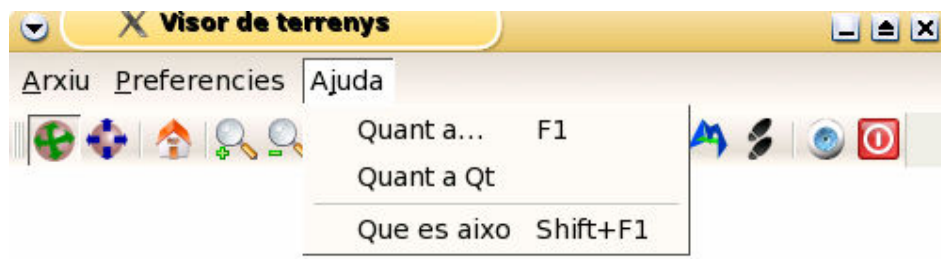 Visor de terrenys
Arxiu Preferencies Ajuda
Quant a... F1
Quant a Qt
Que es aixo Shift+F1